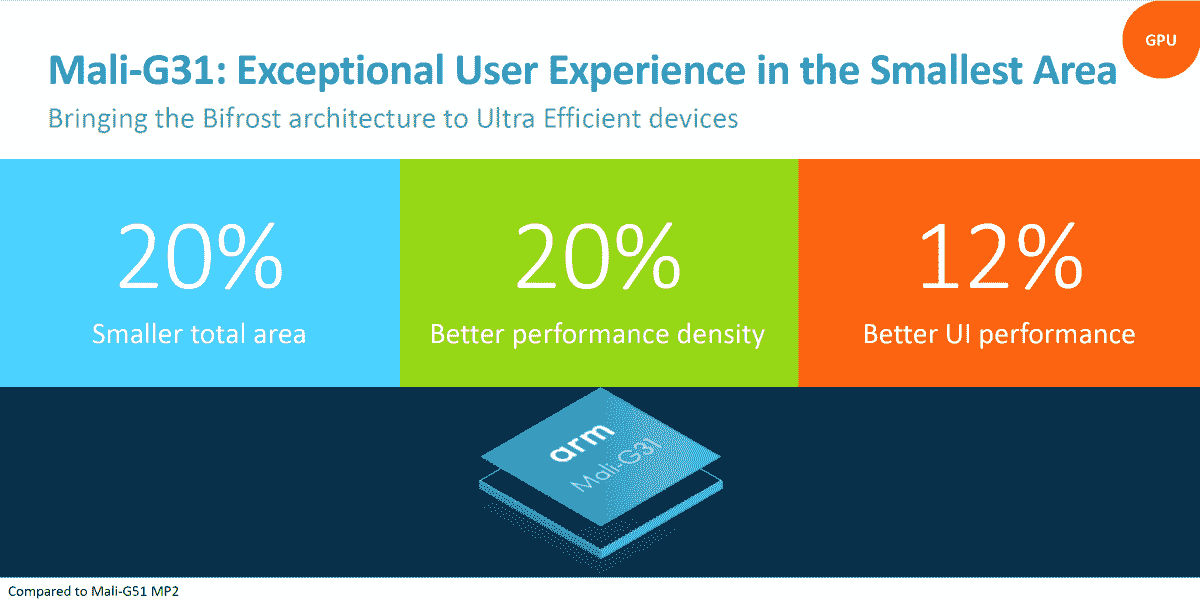 GPU
Mali-G31: Exceptional User Experience in the Smallest Area
Bringing the Bifrost architecture to Ultra Efficient devices
20%
Smaller total area
20%
Better performance density
12%
Better UI performance
arm
Mali-G31
Compared to Mali-G51 MP2